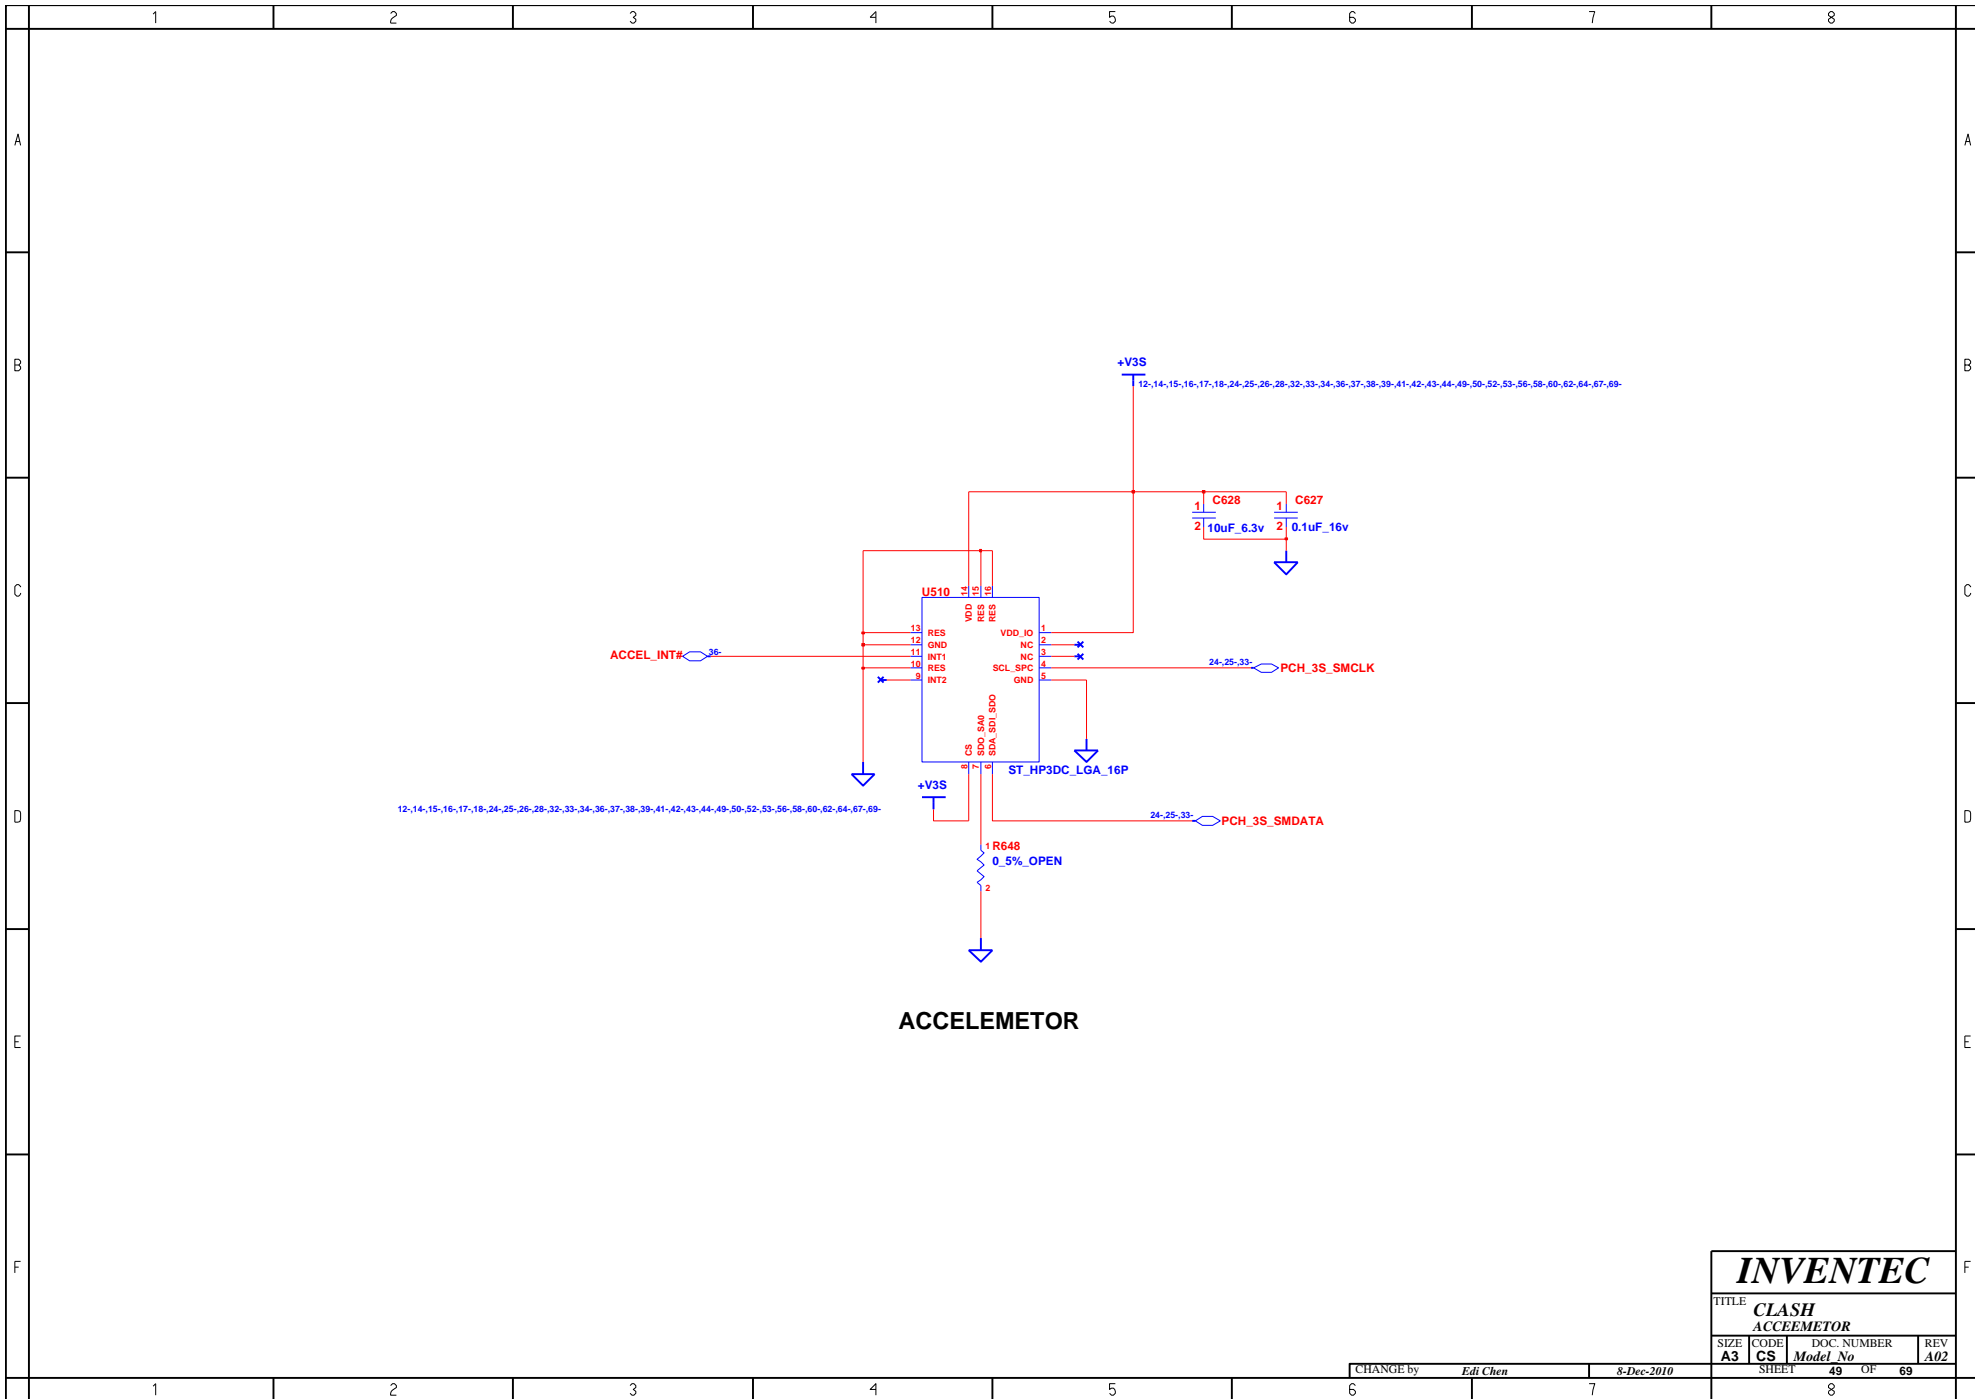 1 2 3 4 5 6 7 8
A A
B B
C C
D D
E E
F F
+V3S
12-,14-,15-,16-,17-,18-,24-,25-,26-,28-,32-,33-,34-,36-,37-,38-,39-,41-,42-,43-,44-,49-,50-,52-,53-,56-,58-,60-,62-,64-,67-,69-
1 C628 1 C627
2 10uF_6.3v 2 0.1uF_16v
U510
14 15 16
VDD RES RES
13 RES VDD_IO 1
12 GND NC 2
ACCEL_INT# 36- 11 INT1 NC 3
10 RES SCL_SPC 4 24-,25-,33- PCH_3S_SMCLK
9 INT2 GND 5
CS SDO_SA0 SDA_SDI_SDO
8 7 6
ST_HP3DC_LGA_16P
+V3S
12-,14-,15-,16-,17-,18-,24-,25-,26-,28-,32-,33-,34-,36-,37-,38-,39-,41-,42-,43-,44-,49-,50-,52-,53-,56-,58-,60-,62-,64-,67-,69-
24-,25-,33- PCH_3S_SMDATA
1 R648
0_5%_OPEN
2
ACCELEMETOR
INVENTEC
TITLE CLASH
ACCEEMETOR
SIZE CODE DOC. NUMBER REV
A3 CS Model_No A02
CHANGE by Edi Chen 8-Dec-2010 SHEET 49 OF 69
1 2 3 4 5 6 7 8